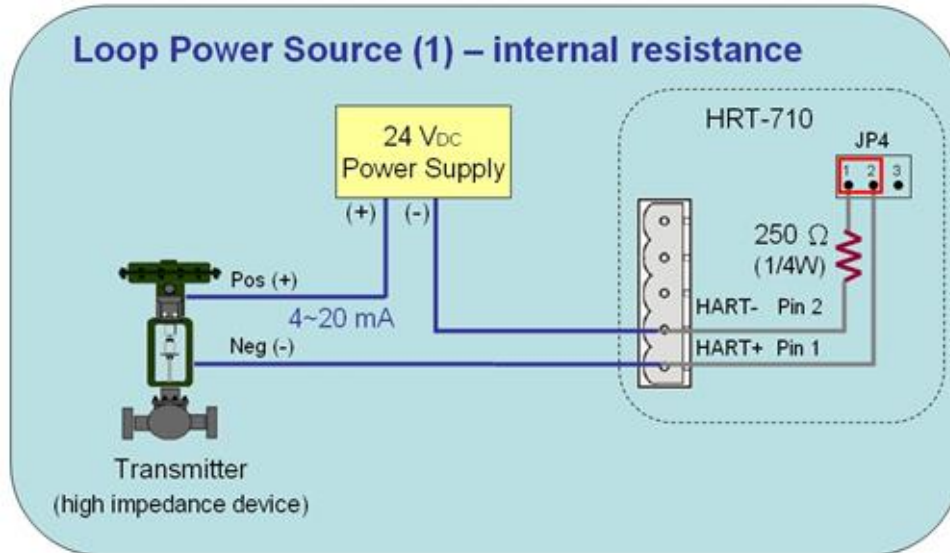 Loop Power Source (1) – internal resistance
24 VDC
Power Supply
(+) (-)
HRT-710
JP4
1 2 3
250 Ω
(1/4W)
Pos (+)
4~20 mA
HART- Pin 2
Neg (-)
HART+ Pin 1
Transmitter
(high impedance device)